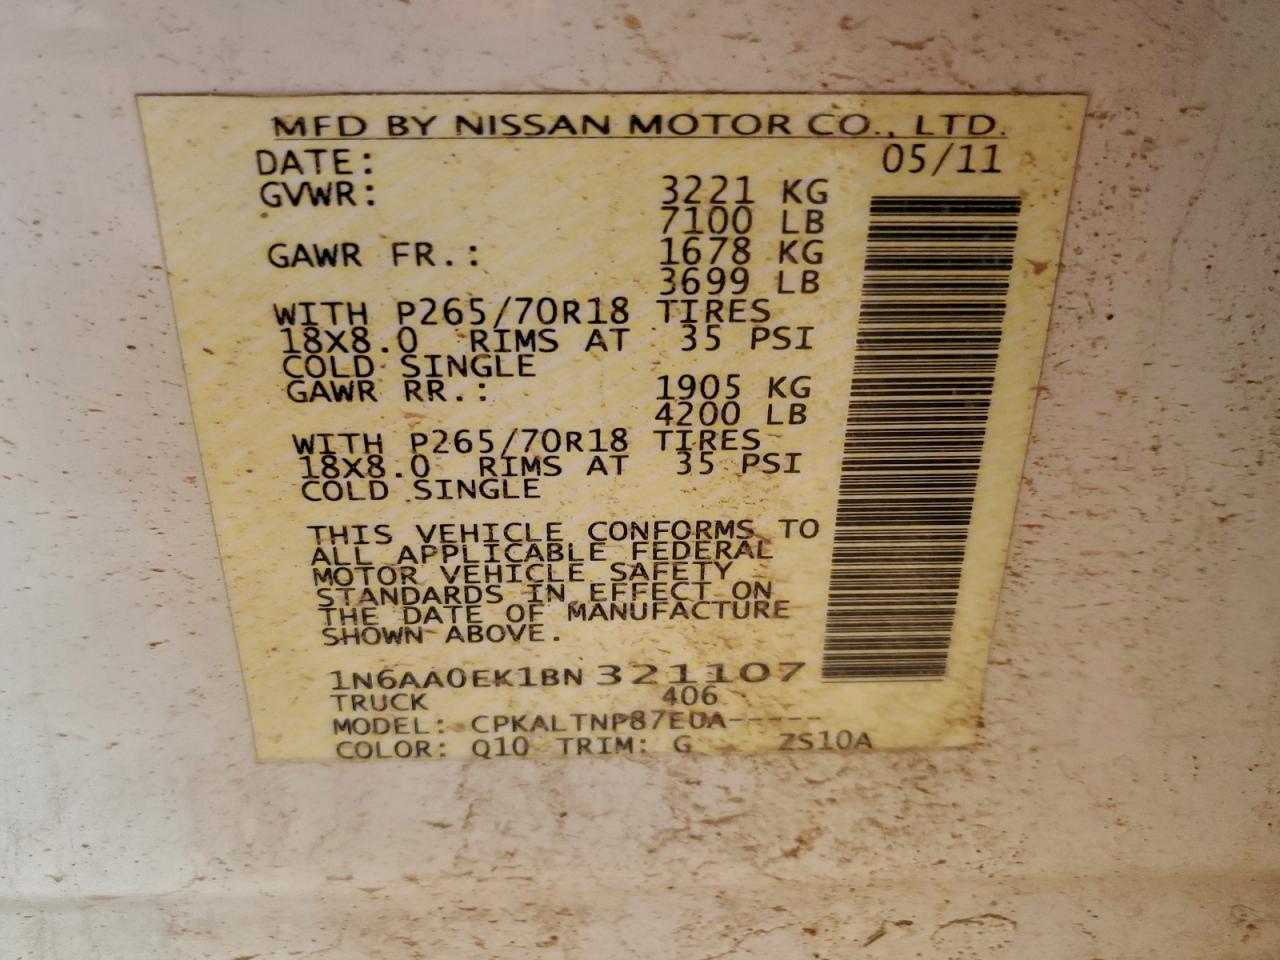 MFD BY NISSAN MOTOR CO., LTD.
DATE: 05/11
GVWR: 3221 KG
7100 LB
GAWR FR.: 1678 KG
3699 LB
WITH P265/70R18 TIRES
18X8.0 RIMS AT 35 PSI
COLD SINGLE
GAWR RR.: 1905 KG
4200 LB
WITH P265/70R18 TIRES
18X8.0 RIMS AT 35 PSI
COLD SINGLE
THIS VEHICLE CONFORMS TO
ALL APPLICABLE FEDERAL
MOTOR VEHICLE SAFETY
STANDARDS IN EFFECT ON
THE DATE OF MANUFACTURE
SHOWN ABOVE.
1N6AA0EK1BN321107
TRUCK 406
MODEL: CPKALTNP87EUA-----
COLOR: Q10 TRIM: G ZS10A